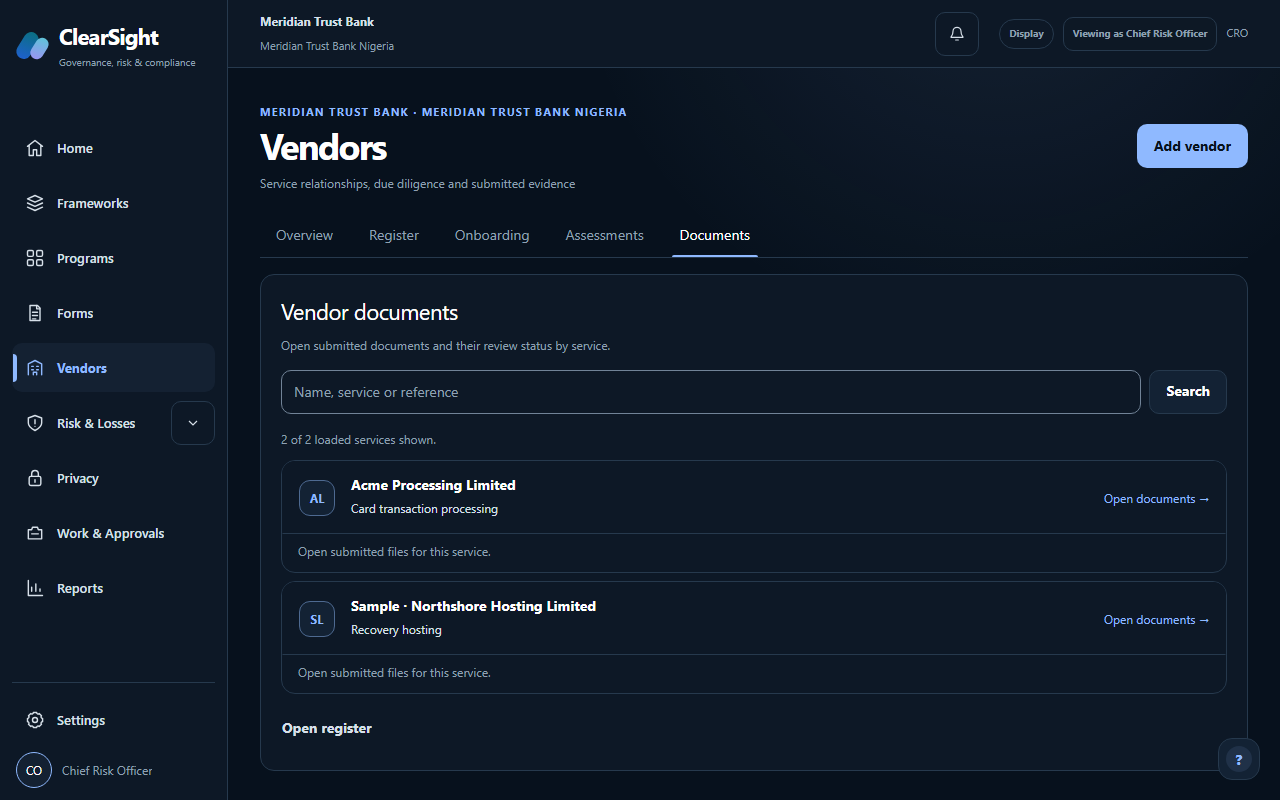 ClearSight
Governance, risk & compliance
Meridian Trust Bank
Meridian Trust Bank Nigeria
Display
Viewing as Chief Risk Officer
CRO
Home
Frameworks
Programs
Forms
Vendors
Risk & Losses
Privacy
Work & Approvals
Reports
Settings
CO
Chief Risk Officer
MERIDIAN TRUST BANK · MERIDIAN TRUST BANK NIGERIA
Vendors
Service relationships, due diligence and submitted evidence
Add vendor
Overview
Register
Onboarding
Assessments
Documents
Vendor documents
Open submitted documents and their review status by service.
Name, service or reference
Search
2 of 2 loaded services shown.
AL
Acme Processing Limited
Card transaction processing
Open documents →
Open submitted files for this service.
SL
Sample · Northshore Hosting Limited
Recovery hosting
Open documents →
Open submitted files for this service.
Open register
?